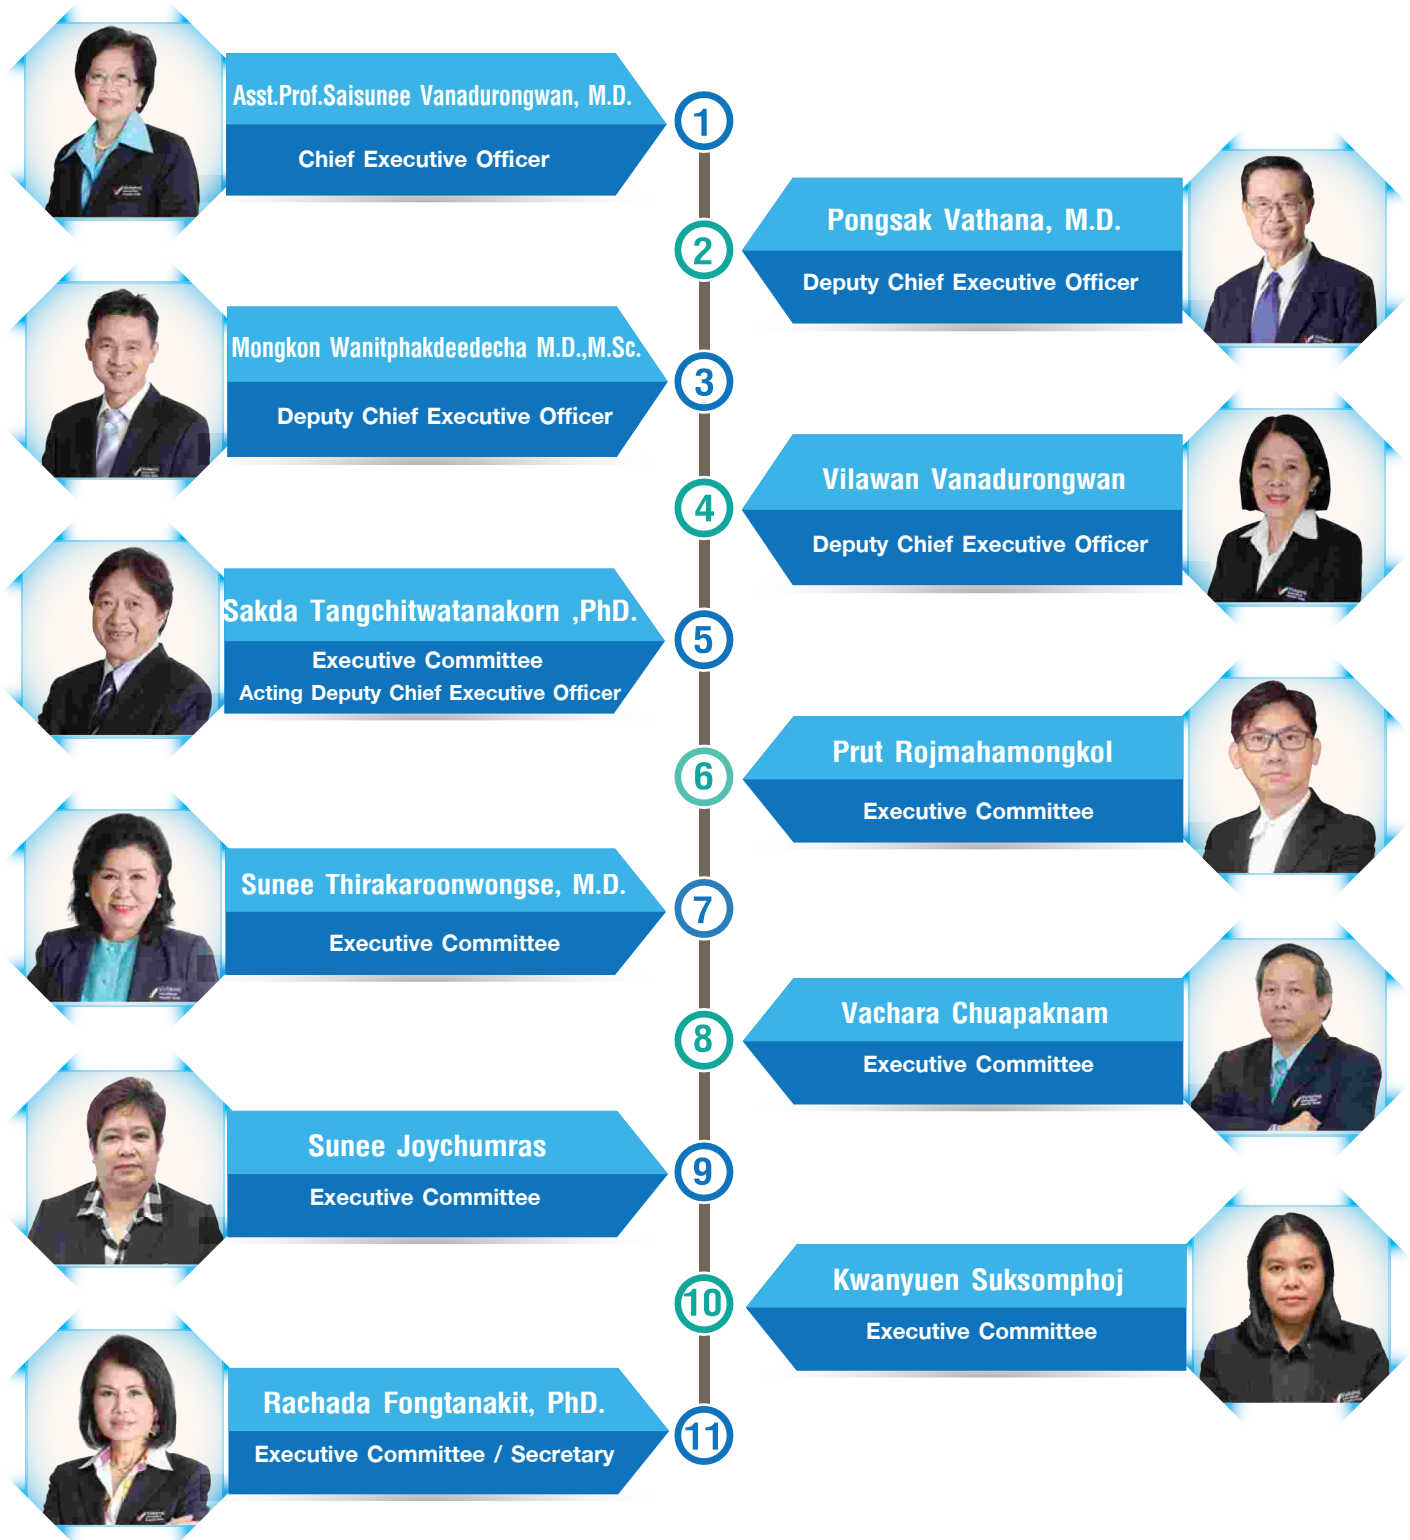 Asst.Prof.Saisunee Vanadurongwan, M.D.
Chief Executive Officer
1
Pongsak Vathana, M.D.
Deputy Chief Executive Officer
2
Mongkon Wanitphakdeedecha M.D.,M.Sc.
Deputy Chief Executive Officer
3
Vilawan Vanadurongwan
Deputy Chief Executive Officer
4
Sakda Tangchitwatanakorn ,PhD.
Executive Committee
Acting Deputy Chief Executive Officer
5
Prut Rojmahamongkol
Executive Committee
6
Sunee Thirakaroonwongse, M.D.
Executive Committee
7
Vachara Chuapaknam
Executive Committee
8
Sunee Joychumras
Executive Committee
9
Kwanyuen Suksomphoj
Executive Committee
10
Rachada Fongtanakit, PhD.
Executive Committee / Secretary
11